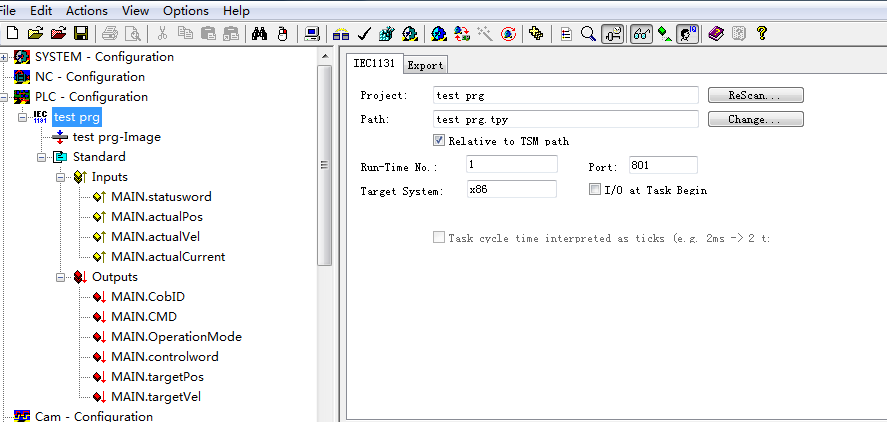 File Edit Actions View Options Help
SYSTEM - Configuration
NC - Configuration
PLC - Configuration
IEC 1131 test prg
test prg-Image
Standard
Inputs
MAIN.statusword
MAIN.actualPos
MAIN.actualVel
MAIN.actualCurrent
Outputs
MAIN.CobID
MAIN.CMD
MAIN.OperationMode
MAIN.controlword
MAIN.targetPos
MAIN.targetVel
Cam - Configuration
IEC1131 Export
Project: test prg ReScan...
Path: test prg.tpy Change...
Relative to TSM path
Run-Time No.: 1 Port: 801
Target System: x86 I/O at Task Begin
Task cycle time interpreted as ticks (e.g. 2ms -> 2 t: